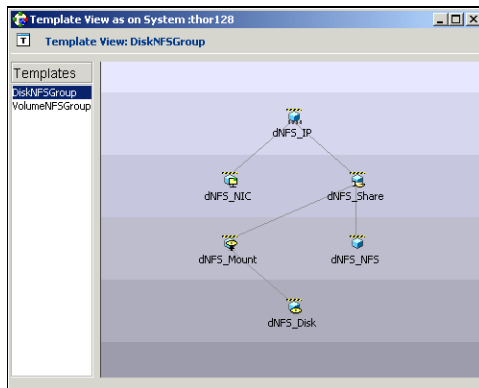 Template View as on System :thor128
T
Template View: DiskNFSGroup
Templates
DiskNFSGroup
VolumeNFSGroup
dNFS_IP
dNFS_NIC
dNFS_Share
dNFS_Mount
dNFS_NFS
dNFS_Disk